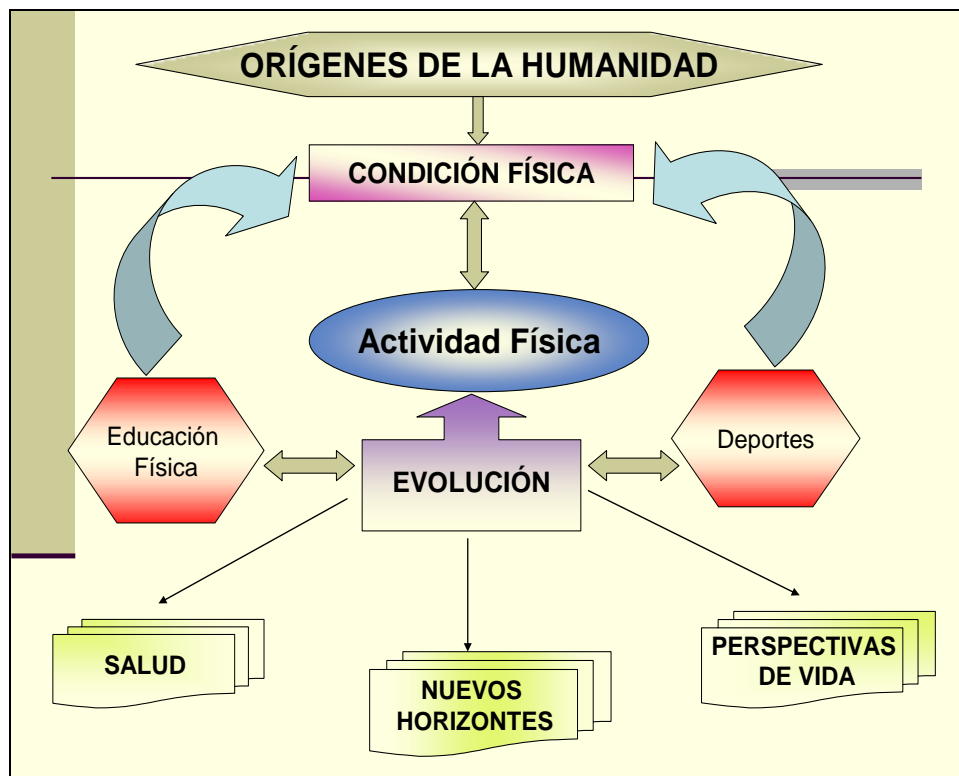 ORÍGENES DE LA HUMANIDAD
CONDICIÓN FÍSICA
Actividad Física
Educación
Física
Deportes
EVOLUCIÓN
SALUD
NUEVOS
HORIZONTES
PERSPECTIVAS
DE VIDA